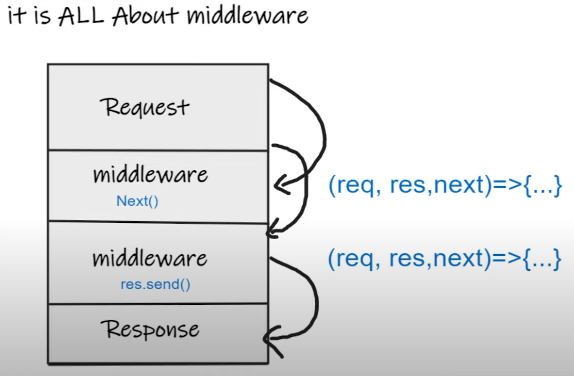 it is ALL About middleware
Request
middleware
Next()
(req, res,next)=>{...}
middleware
res.send()
(req, res,next)=>{...}
Response